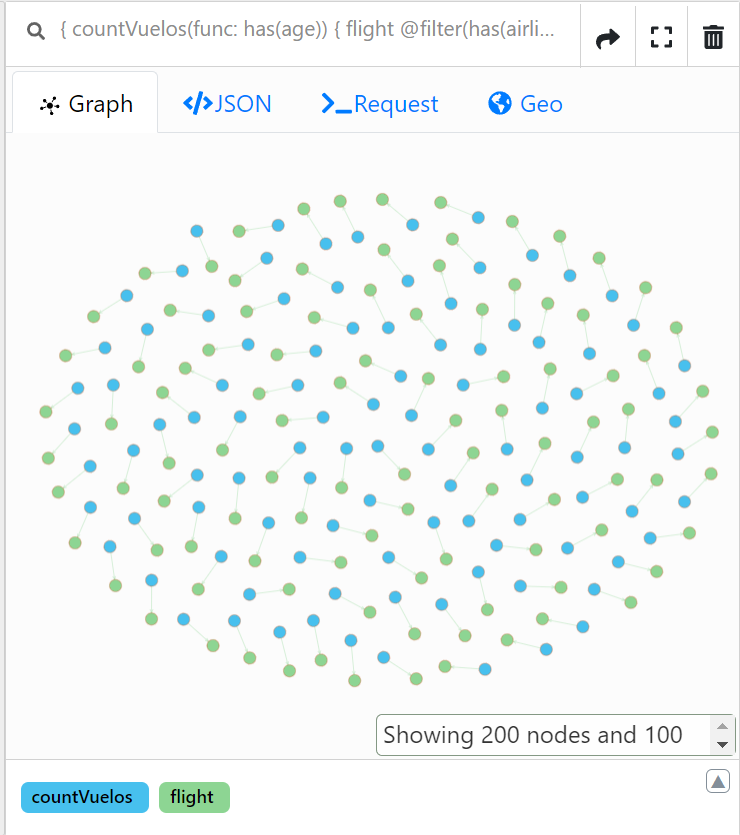 { countVuelos(func: has(age)) { flight @filter(has(airli...
Graph
JSON
Request
Geo
Showing 200 nodes and 100
countVuelos
flight